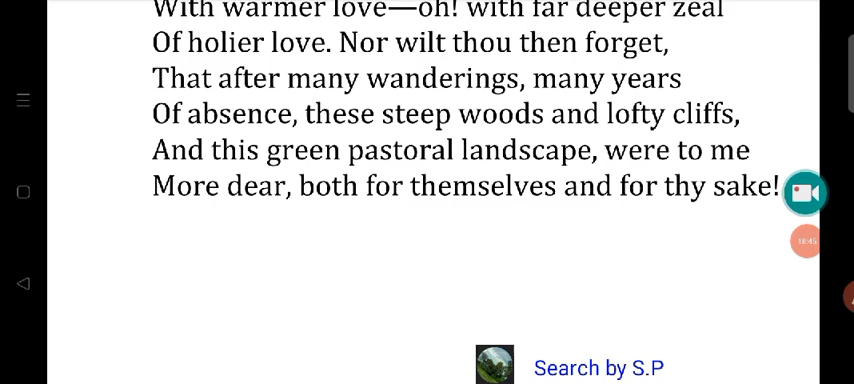 With warmer love—oh! with far deeper zeal
Of holier love. Nor wilt thou then forget,
That after many wanderings, many years
Of absence, these steep woods and lofty cliffs,
And this green pastoral landscape, were to me
More dear, both for themselves and for thy sake!
18:45
Search by S.P